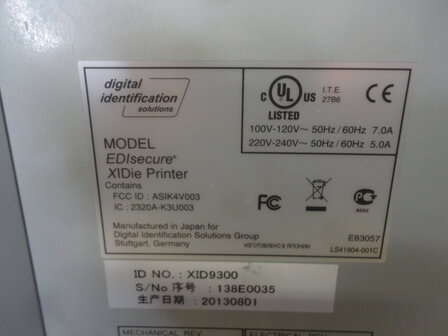 digital
identification
solutions
C UL US
LISTED
I.T.E.
27B6
CE
100V-120V~ 50Hz/60Hz 7.0A
220V-240V~ 50Hz/60Hz 5.0A
MODEL
EDIsecure®
XIDie Printer
Contains
FCC ID : ASIK4V003
IC : 2320A-K3U003
FC
Manufactured in Japan for
Digital Identification Solutions Group
Stuttgart, Germany
ИЗГОТОВЛЕНО В ЯПОНИИ
E83057
LS41904-001C
ID NO. : XID9300
S/No 序号 : 138E0035
生产日期 : 20130801
MECHANICAL REV.
ELECTRICAL REV.